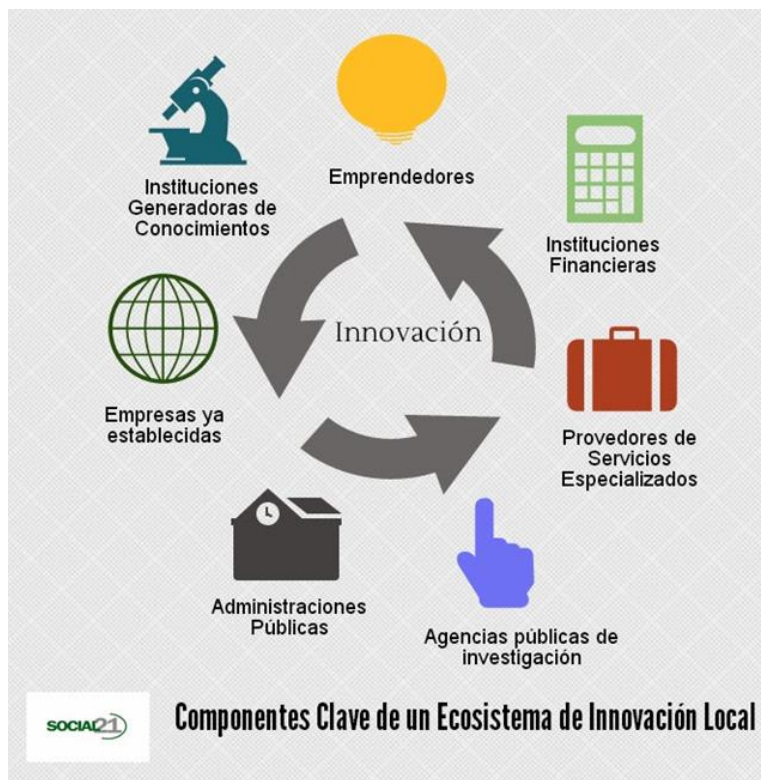 Emprendedores
Instituciones
Generadoras de
Conocimientos
Instituciones
Financieras
Innovación
Empresas ya
establecidas
Provedores de
Servicios
Especializados
Administraciones
Públicas
Agencias públicas de
investigación
SOCIAL21
Componentes Clave de un Ecosistema de Innovación Local